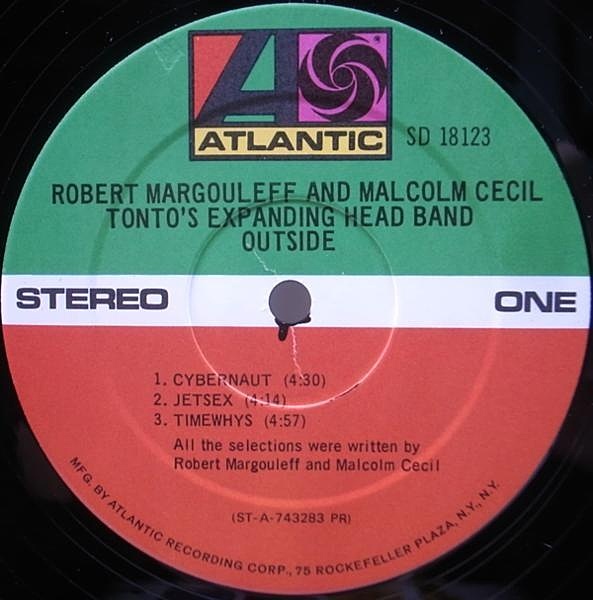 ATLANTIC
SD 18123
ROBERT MARGOULEFF AND MALCOLM CECIL
TONTO'S EXPANDING HEAD BAND
OUTSIDE
STEREO
ONE
1. CYBERNAUT (4:30)
2. JETSEX (4:14)
3. TIMEWHYS (4:57)
All the selections were written by
Robert Margouleff and Malcolm Cecil
(ST-A-743283 PR)
MFG. BY ATLANTIC RECORDING CORP., 75 ROCKEFELLER PLAZA, N.Y., N.Y.